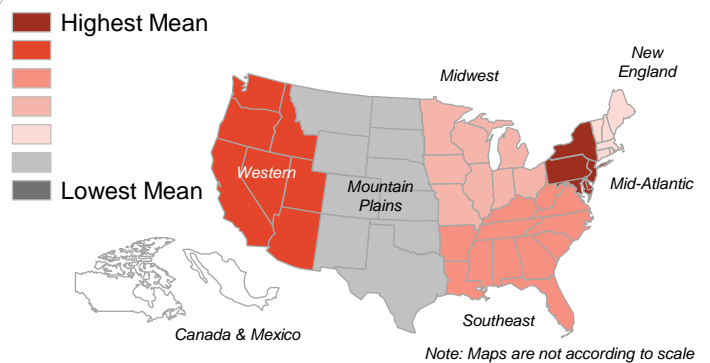 Highest Mean
Lowest Mean
New
England
Midwest
Western
Mountain
Plains
Mid-Atlantic
Southeast
Canada & Mexico
Note: Maps are not according to scale